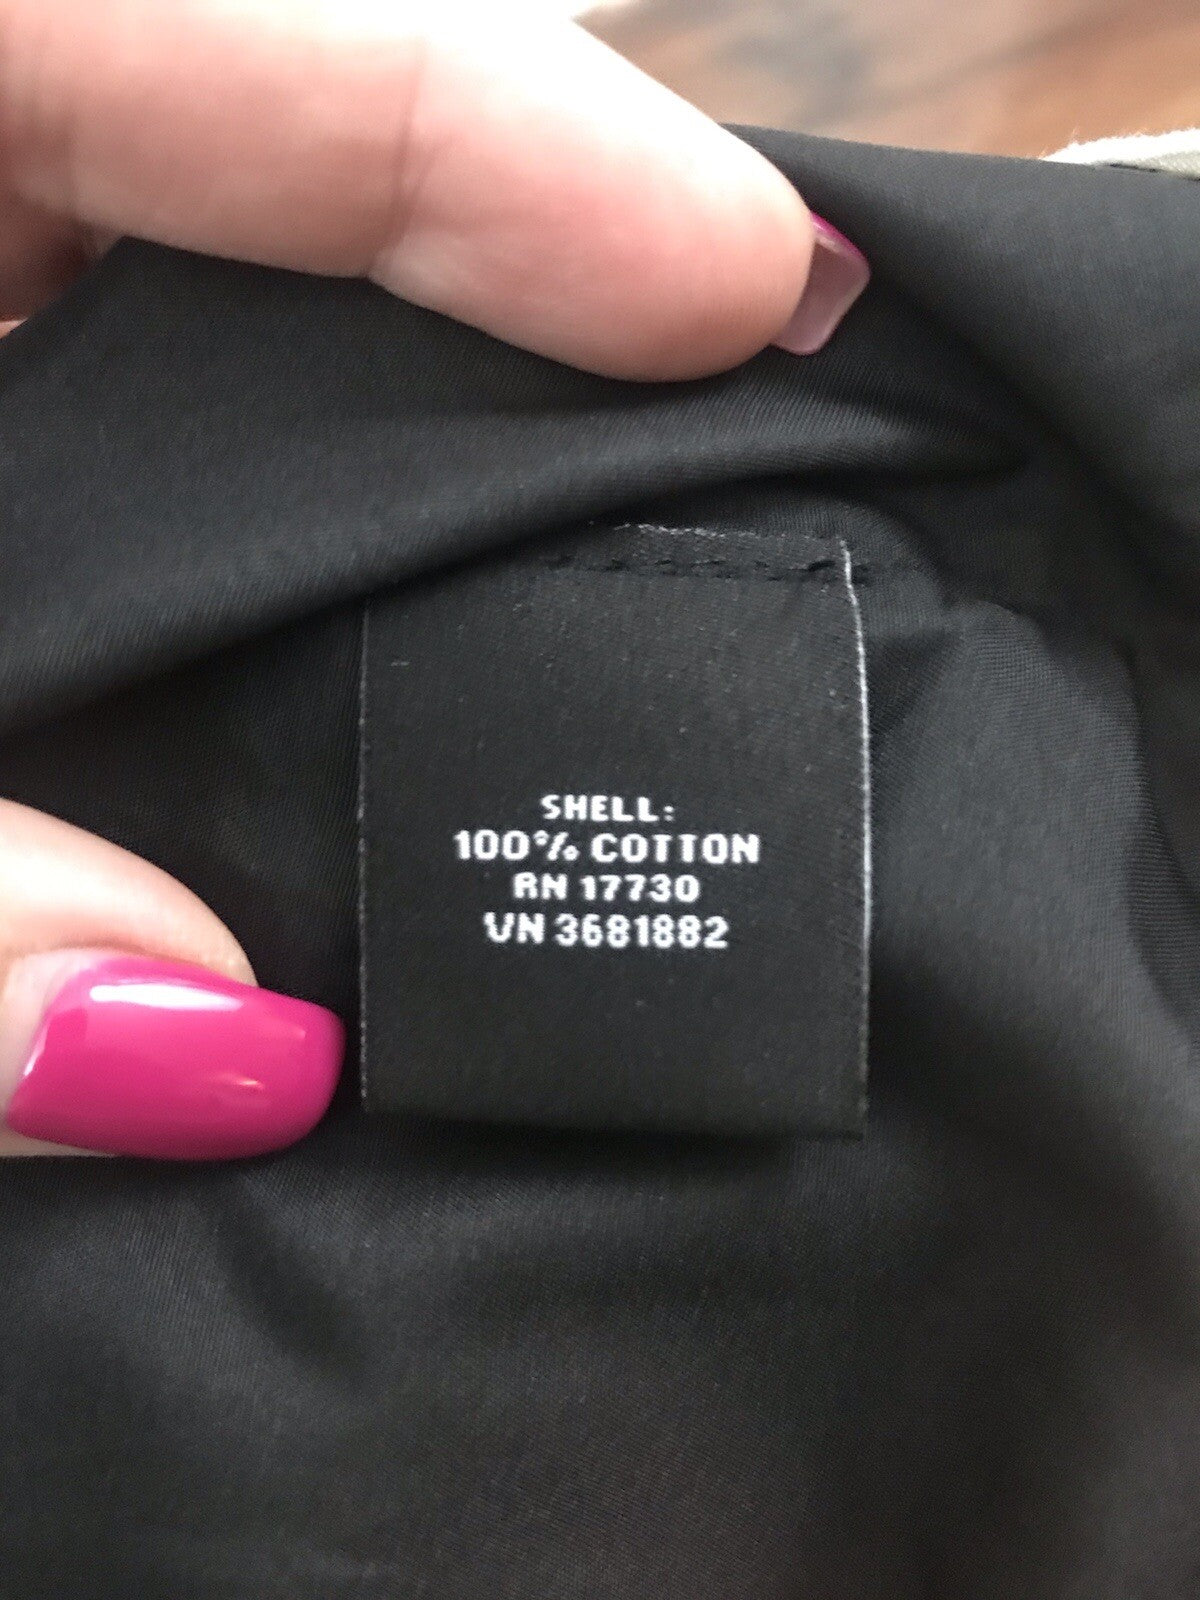 SHELL:
100% COTTON
RN 17730
VN 3681882